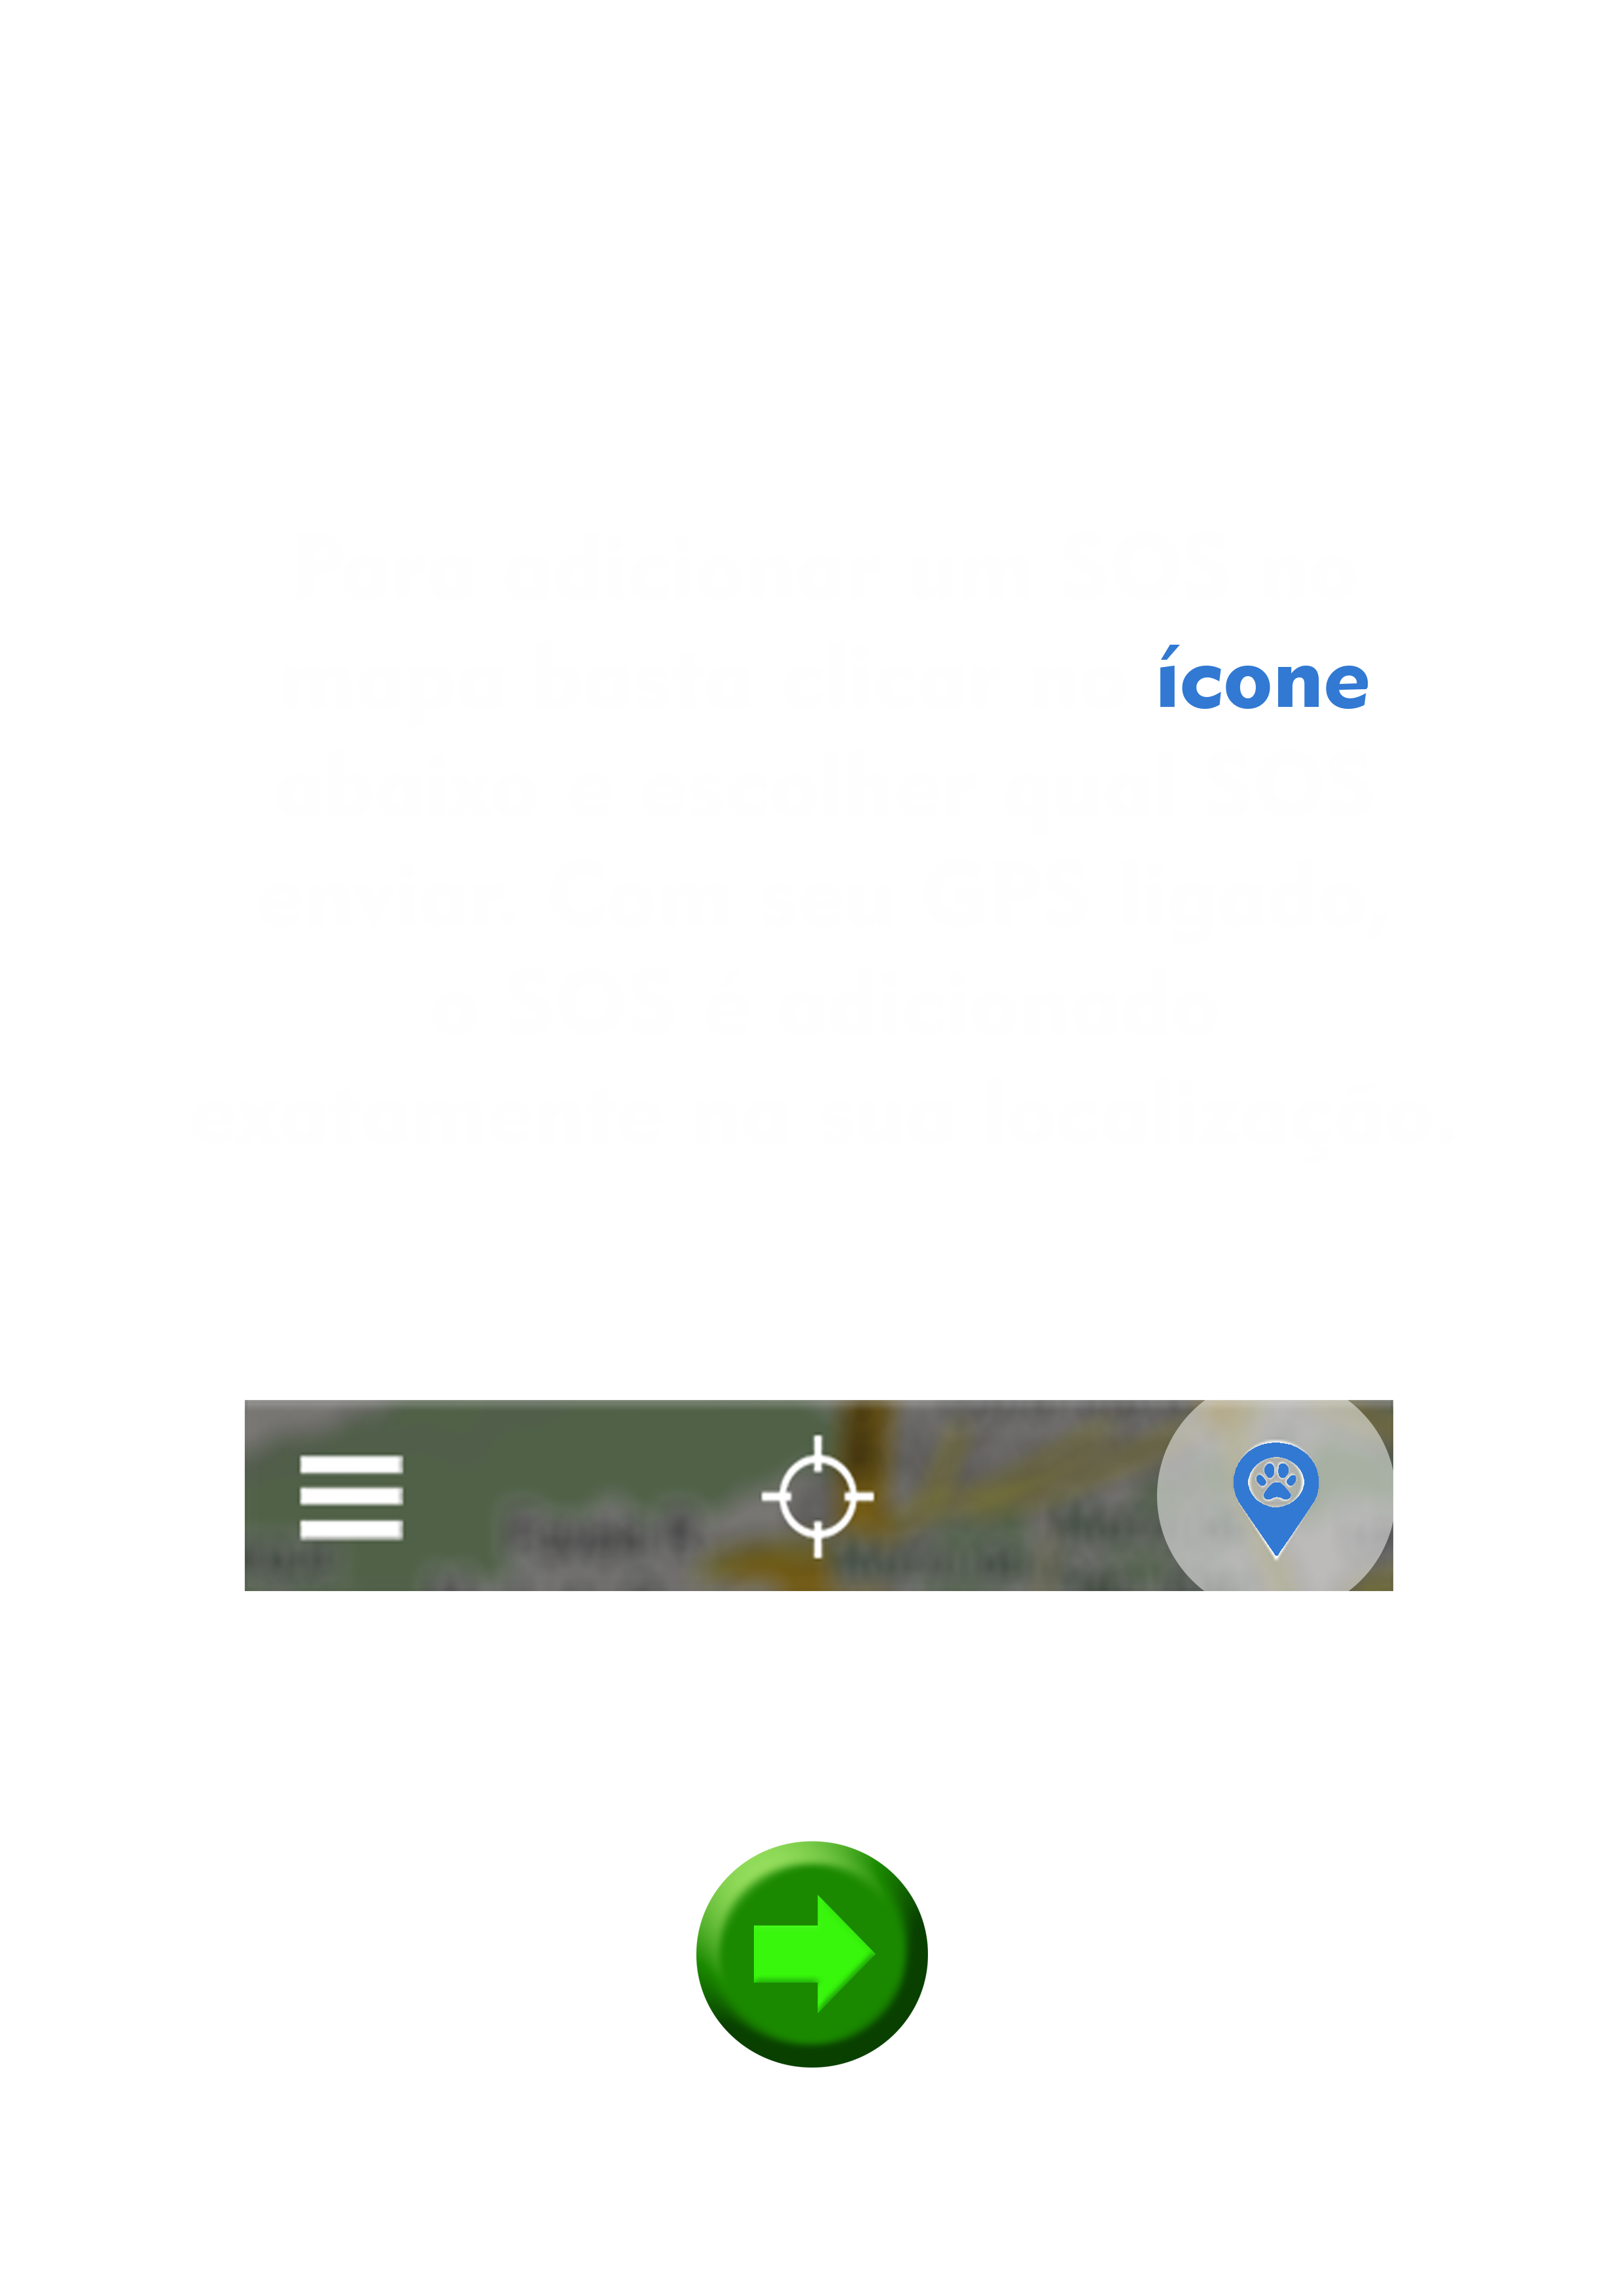 Para adicionar um SOS no
mapa basta clicar no ícone
abaixo e escolher qual SOS
enviar. Com seu GPS ligado,
o SOS é adicionado
exatamente na sua localização.